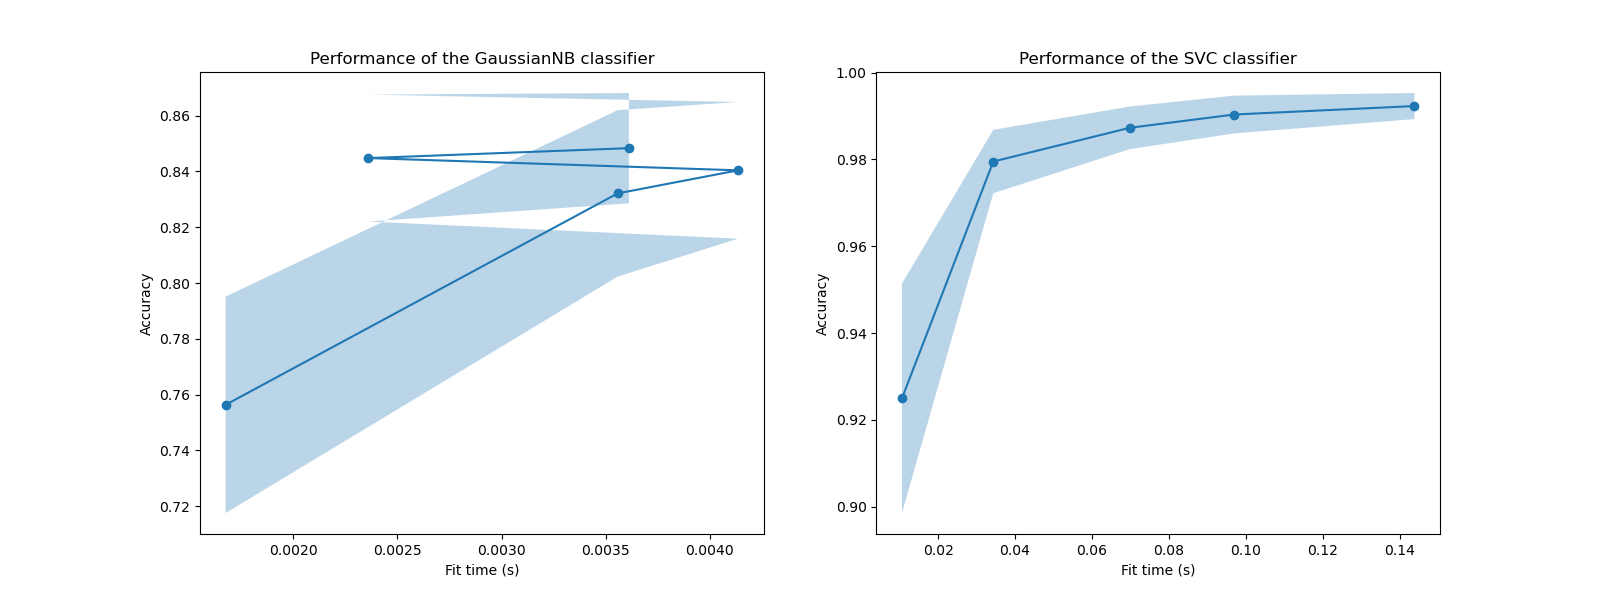 Performance of the GaussianNB classifier
Accuracy
0.86
0.84
0.82
0.80
0.78
0.76
0.74
0.72
0.0020 0.0025 0.0030 0.0035 0.0040
Fit time (s)
Performance of the SVC classifier
Accuracy
1.00
0.98
0.96
0.94
0.92
0.90
0.02 0.04 0.06 0.08 0.10 0.12 0.14
Fit time (s)